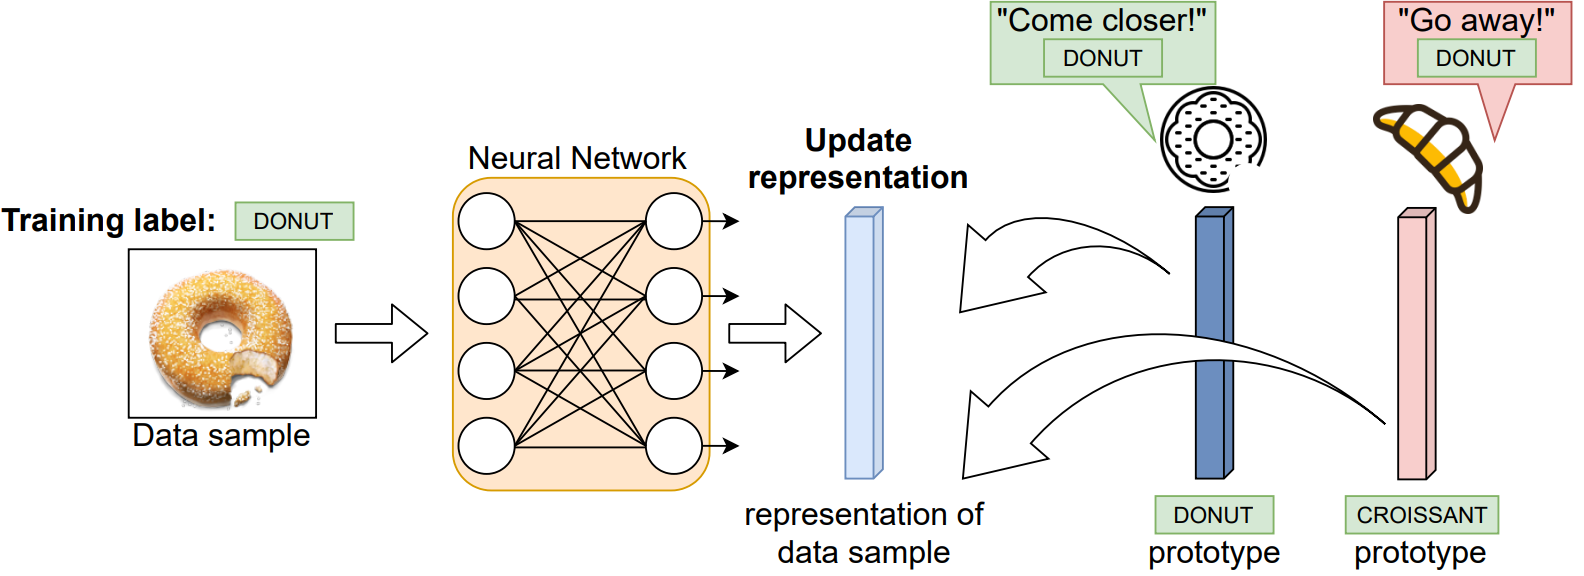 "Come closer!"
DONUT
"Go away!"
DONUT
Update
representation
Neural Network
Training label: DONUT
Data sample
representation of
data sample
DONUT
prototype
CROISSANT
prototype